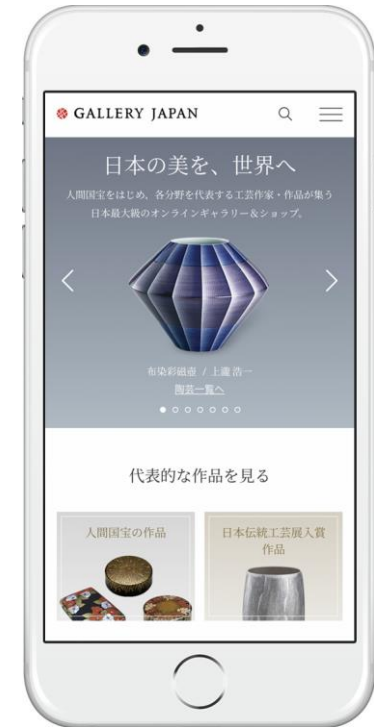 GALLERY JAPAN
日本の美を、世界へ
人間国宝をはじめ、各分野を代表する工芸作家・作品が集う
日本最大級のオンラインギャラリー&ショップ。
布染彩磁壺 / 上瀧浩一
陶芸一覧へ
代表的な作品を見る
人間国宝の作品
日本伝統工芸展入賞
作品